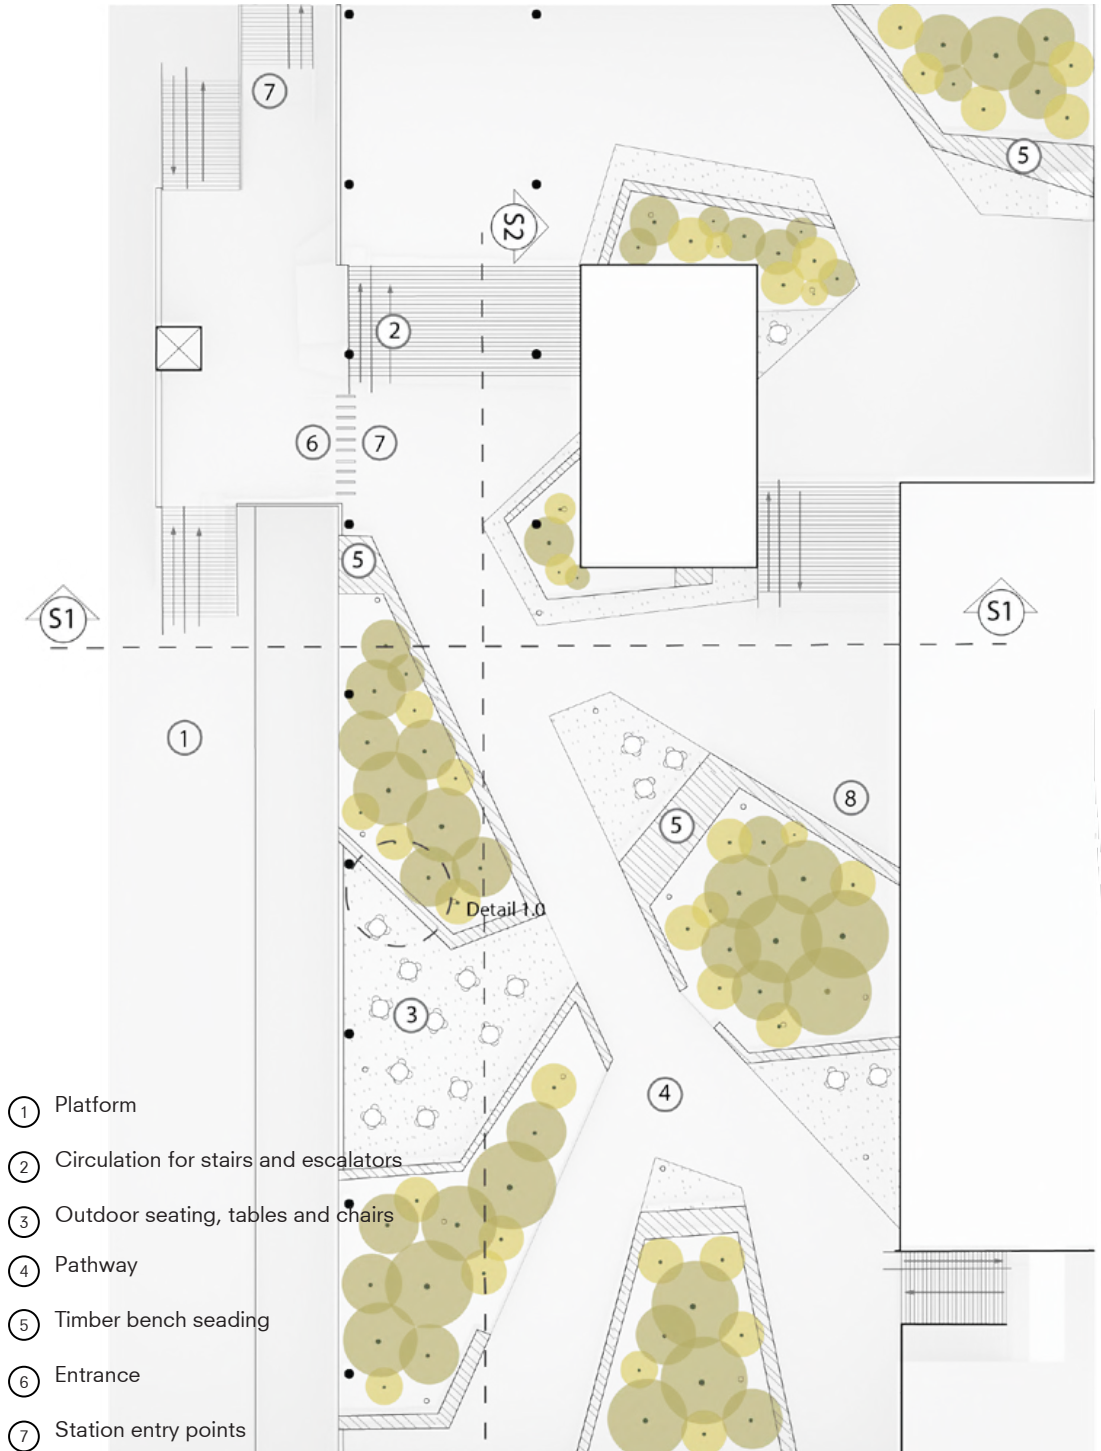 7
5
S2
2
6 7
5
S1 S1
1
8
5
Detail 1.0
3
4
1 Platform
2 Circulation for stairs and escalators
3 Outdoor seating, tables and chairs
4 Pathway
5 Timber bench seading
6 Entrance
7 Station entry points